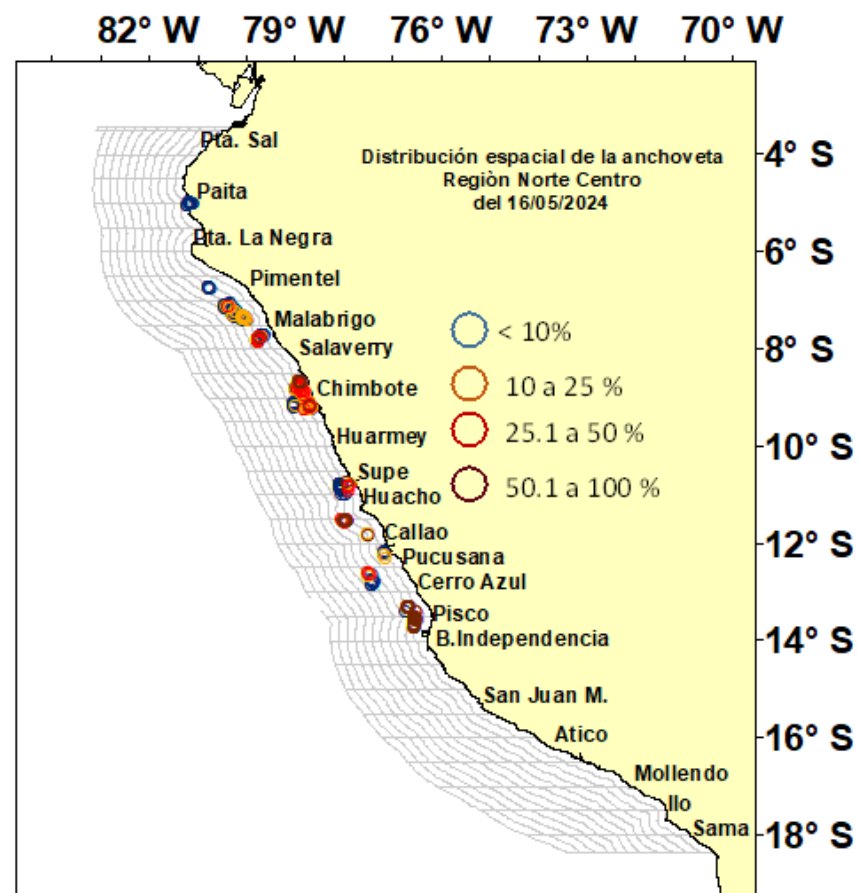 82° W 79° W 76° W 73° W 70° W
Pta. Sal
Distribución espacial de la anchoveta
Regiòn Norte Centro
del 16/05/2024
4° S
Paita
Pta. La Negra
6° S
Pimentel
Malabrigo
< 10%
Salaverry
8° S
Chimbote
10 a 25 %
Huarmey
25.1 a 50 %
10° S
Supe
Huacho
50.1 a 100 %
Callao
12° S
Pucusana
Cerro Azul
Pisco
B.Independencia
14° S
San Juan M.
Atico
16° S
Mollendo
Ilo
Sama
18° S